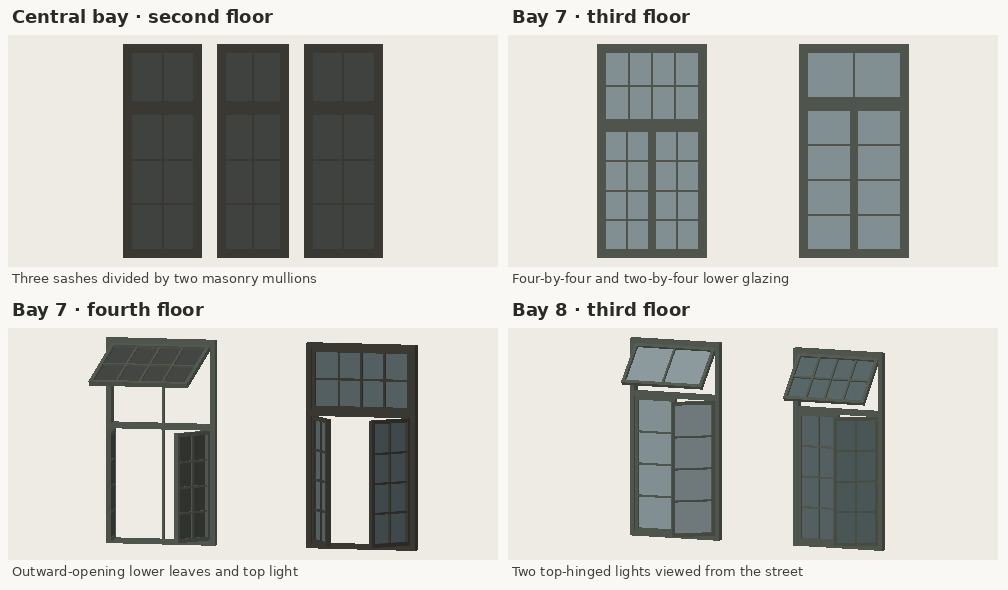 Central bay · second floor
Three sashes divided by two masonry mullions
Bay 7 · third floor
Four-by-four and two-by-four lower glazing
Bay 7 · fourth floor
Outward-opening lower leaves and top light
Bay 8 · third floor
Two top-hinged lights viewed from the street